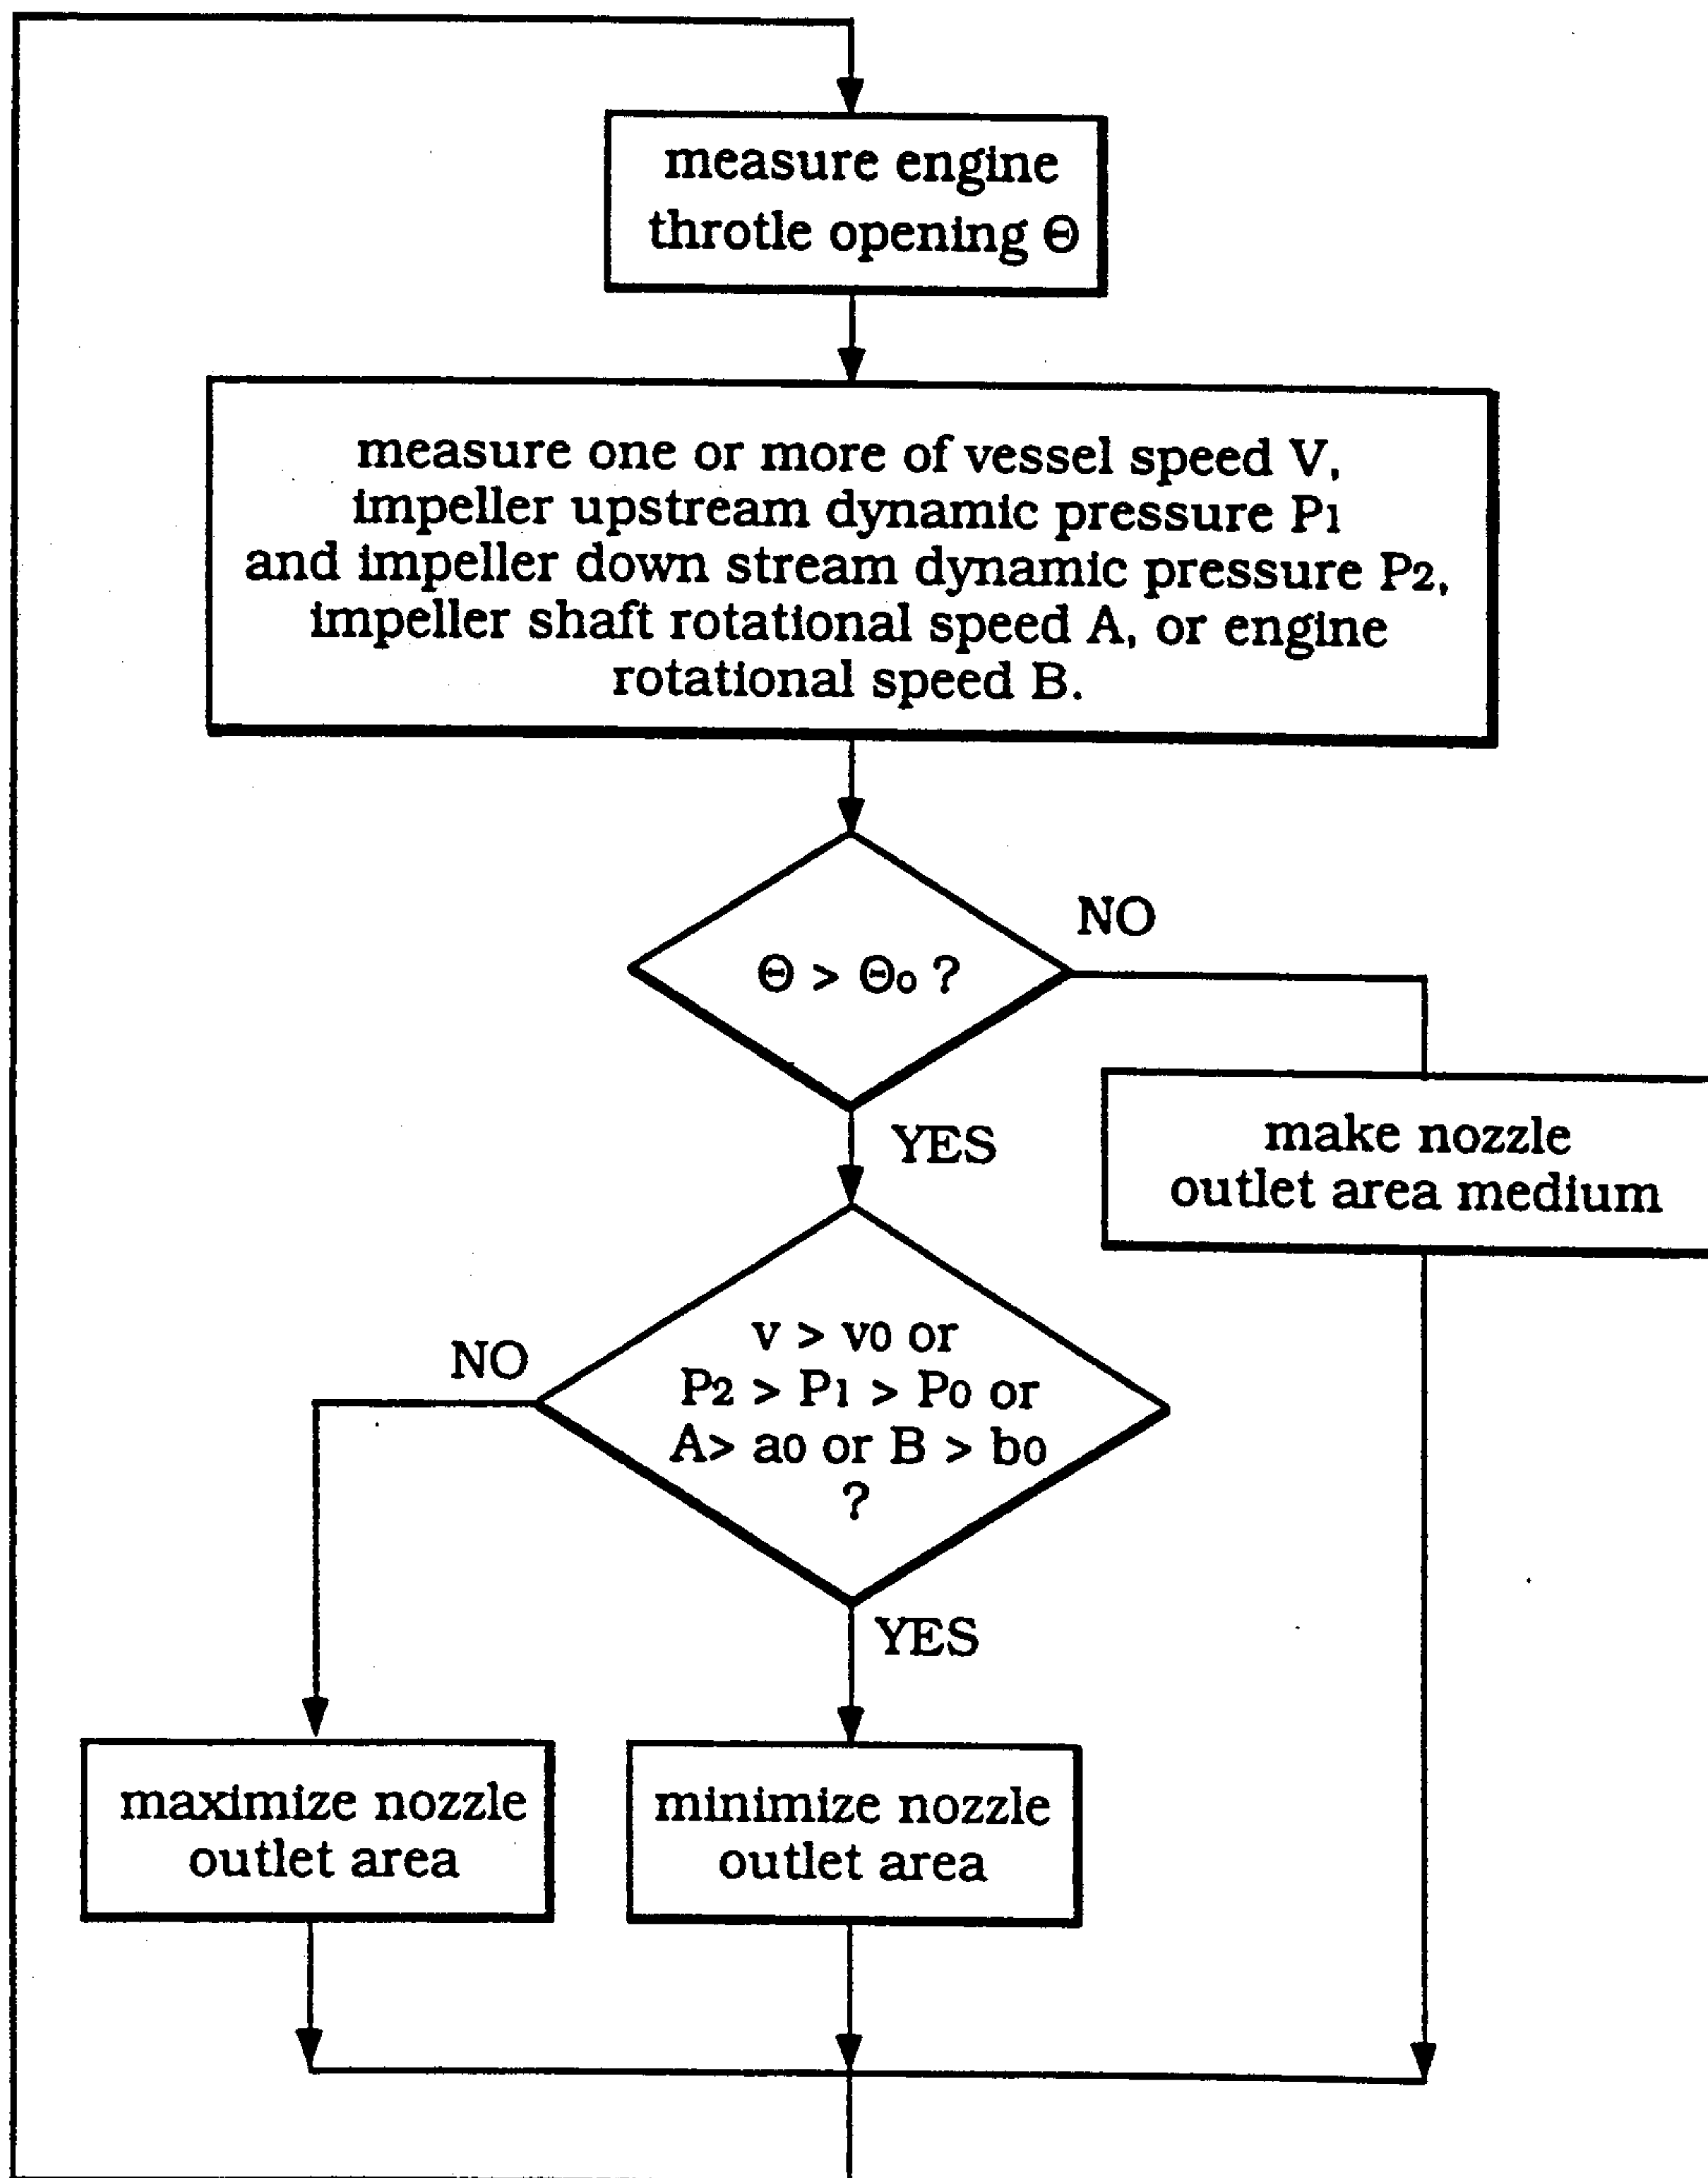 measure engine
throtle opening Θ
measure one or more of vessel speed V,
impeller upstream dynamic pressure P1
and impeller down stream dynamic pressure P2,
impeller shaft rotational speed A, or engine
rotational speed B.
Θ > Θo ?
NO
YES
make nozzle
outlet area medium
v > v0 or
P2 > P1 > P0 or
A> a0 or B > b0
?
NO
YES
maximize nozzle
outlet area
minimize nozzle
outlet area